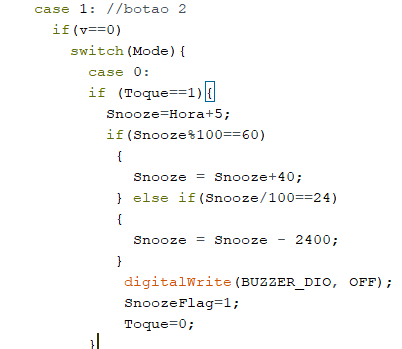 case 1: //botao 2
if(v==0)
switch(Mode){
case 0:
if (Toque==1){
Snooze=Hora+5;
if(Snooze%100==60)
{
Snooze = Snooze+40;
} else if(Snooze/100==24)
{
Snooze = Snooze - 2400;
}
digitalWrite(BUZZER_DIO, OFF);
SnoozeFlag=1;
Toque=0;
}